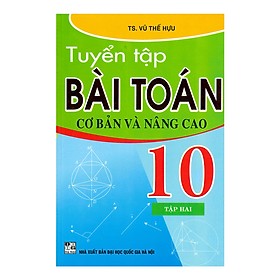 TS. VŨ THẾ HỰU
Tuyển tập
BÀI TOÁN
CƠ BẢN VÀ NÂNG CAO
10
TẬP HAI
NHÀ XUẤT BẢN ĐẠI HỌC QUỐC GIA HÀ NỘI